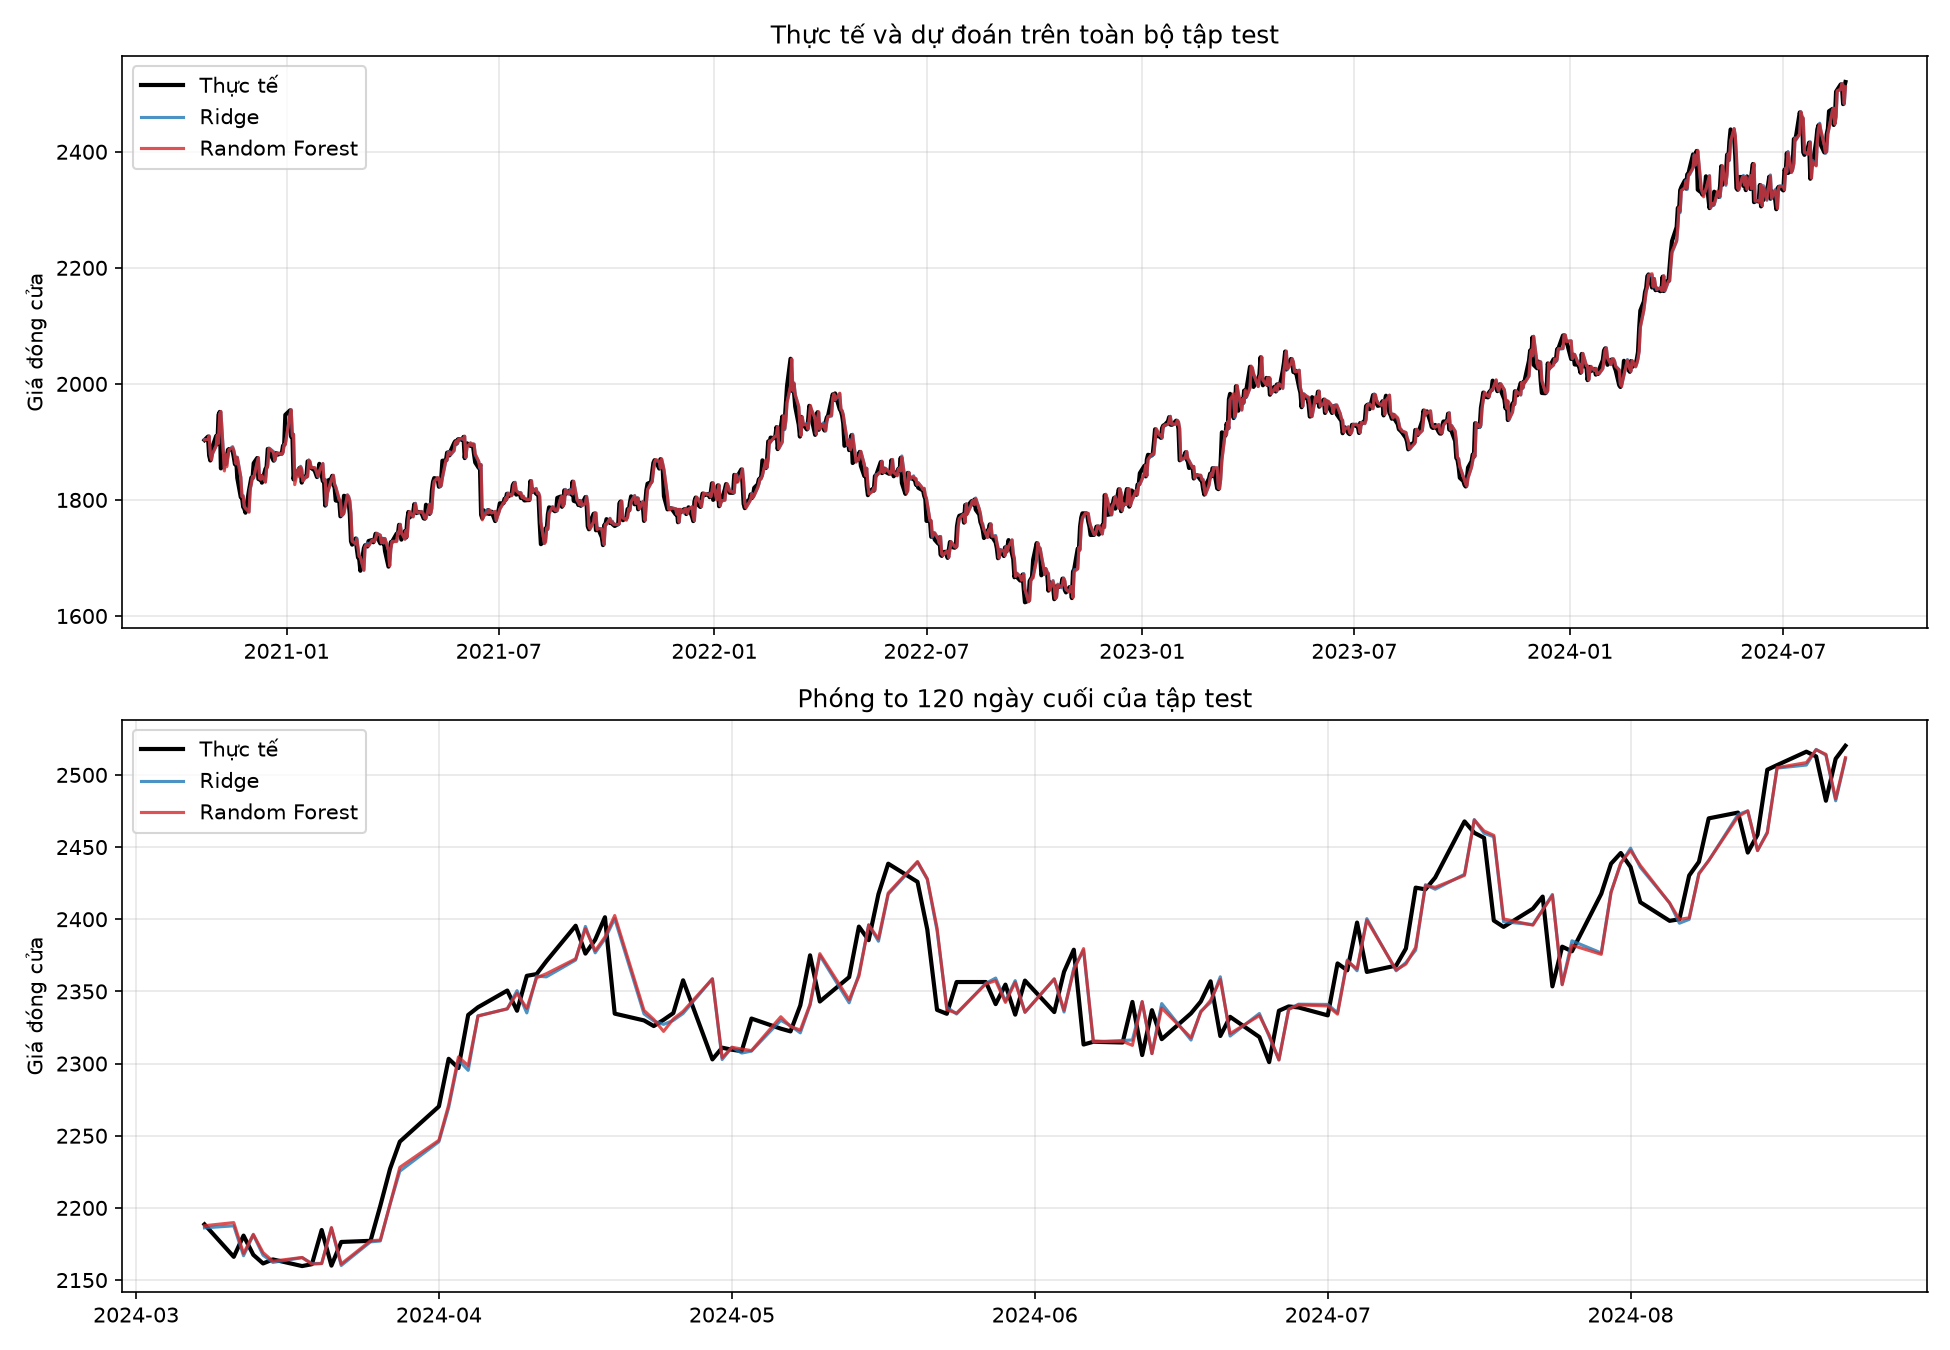 Thực tế và dự đoán trên toàn bộ tập test
Thực tế
Ridge
Random Forest
Giá đóng cửa
2400
2200
2000
1800
1600
2021-01 2021-07 2022-01 2022-07 2023-01 2023-07 2024-01 2024-07
Phóng to 120 ngày cuối của tập test
Thực tế
Ridge
Random Forest
Giá đóng cửa
2500
2450
2400
2350
2300
2250
2200
2150
2024-03 2024-04 2024-05 2024-06 2024-07 2024-08